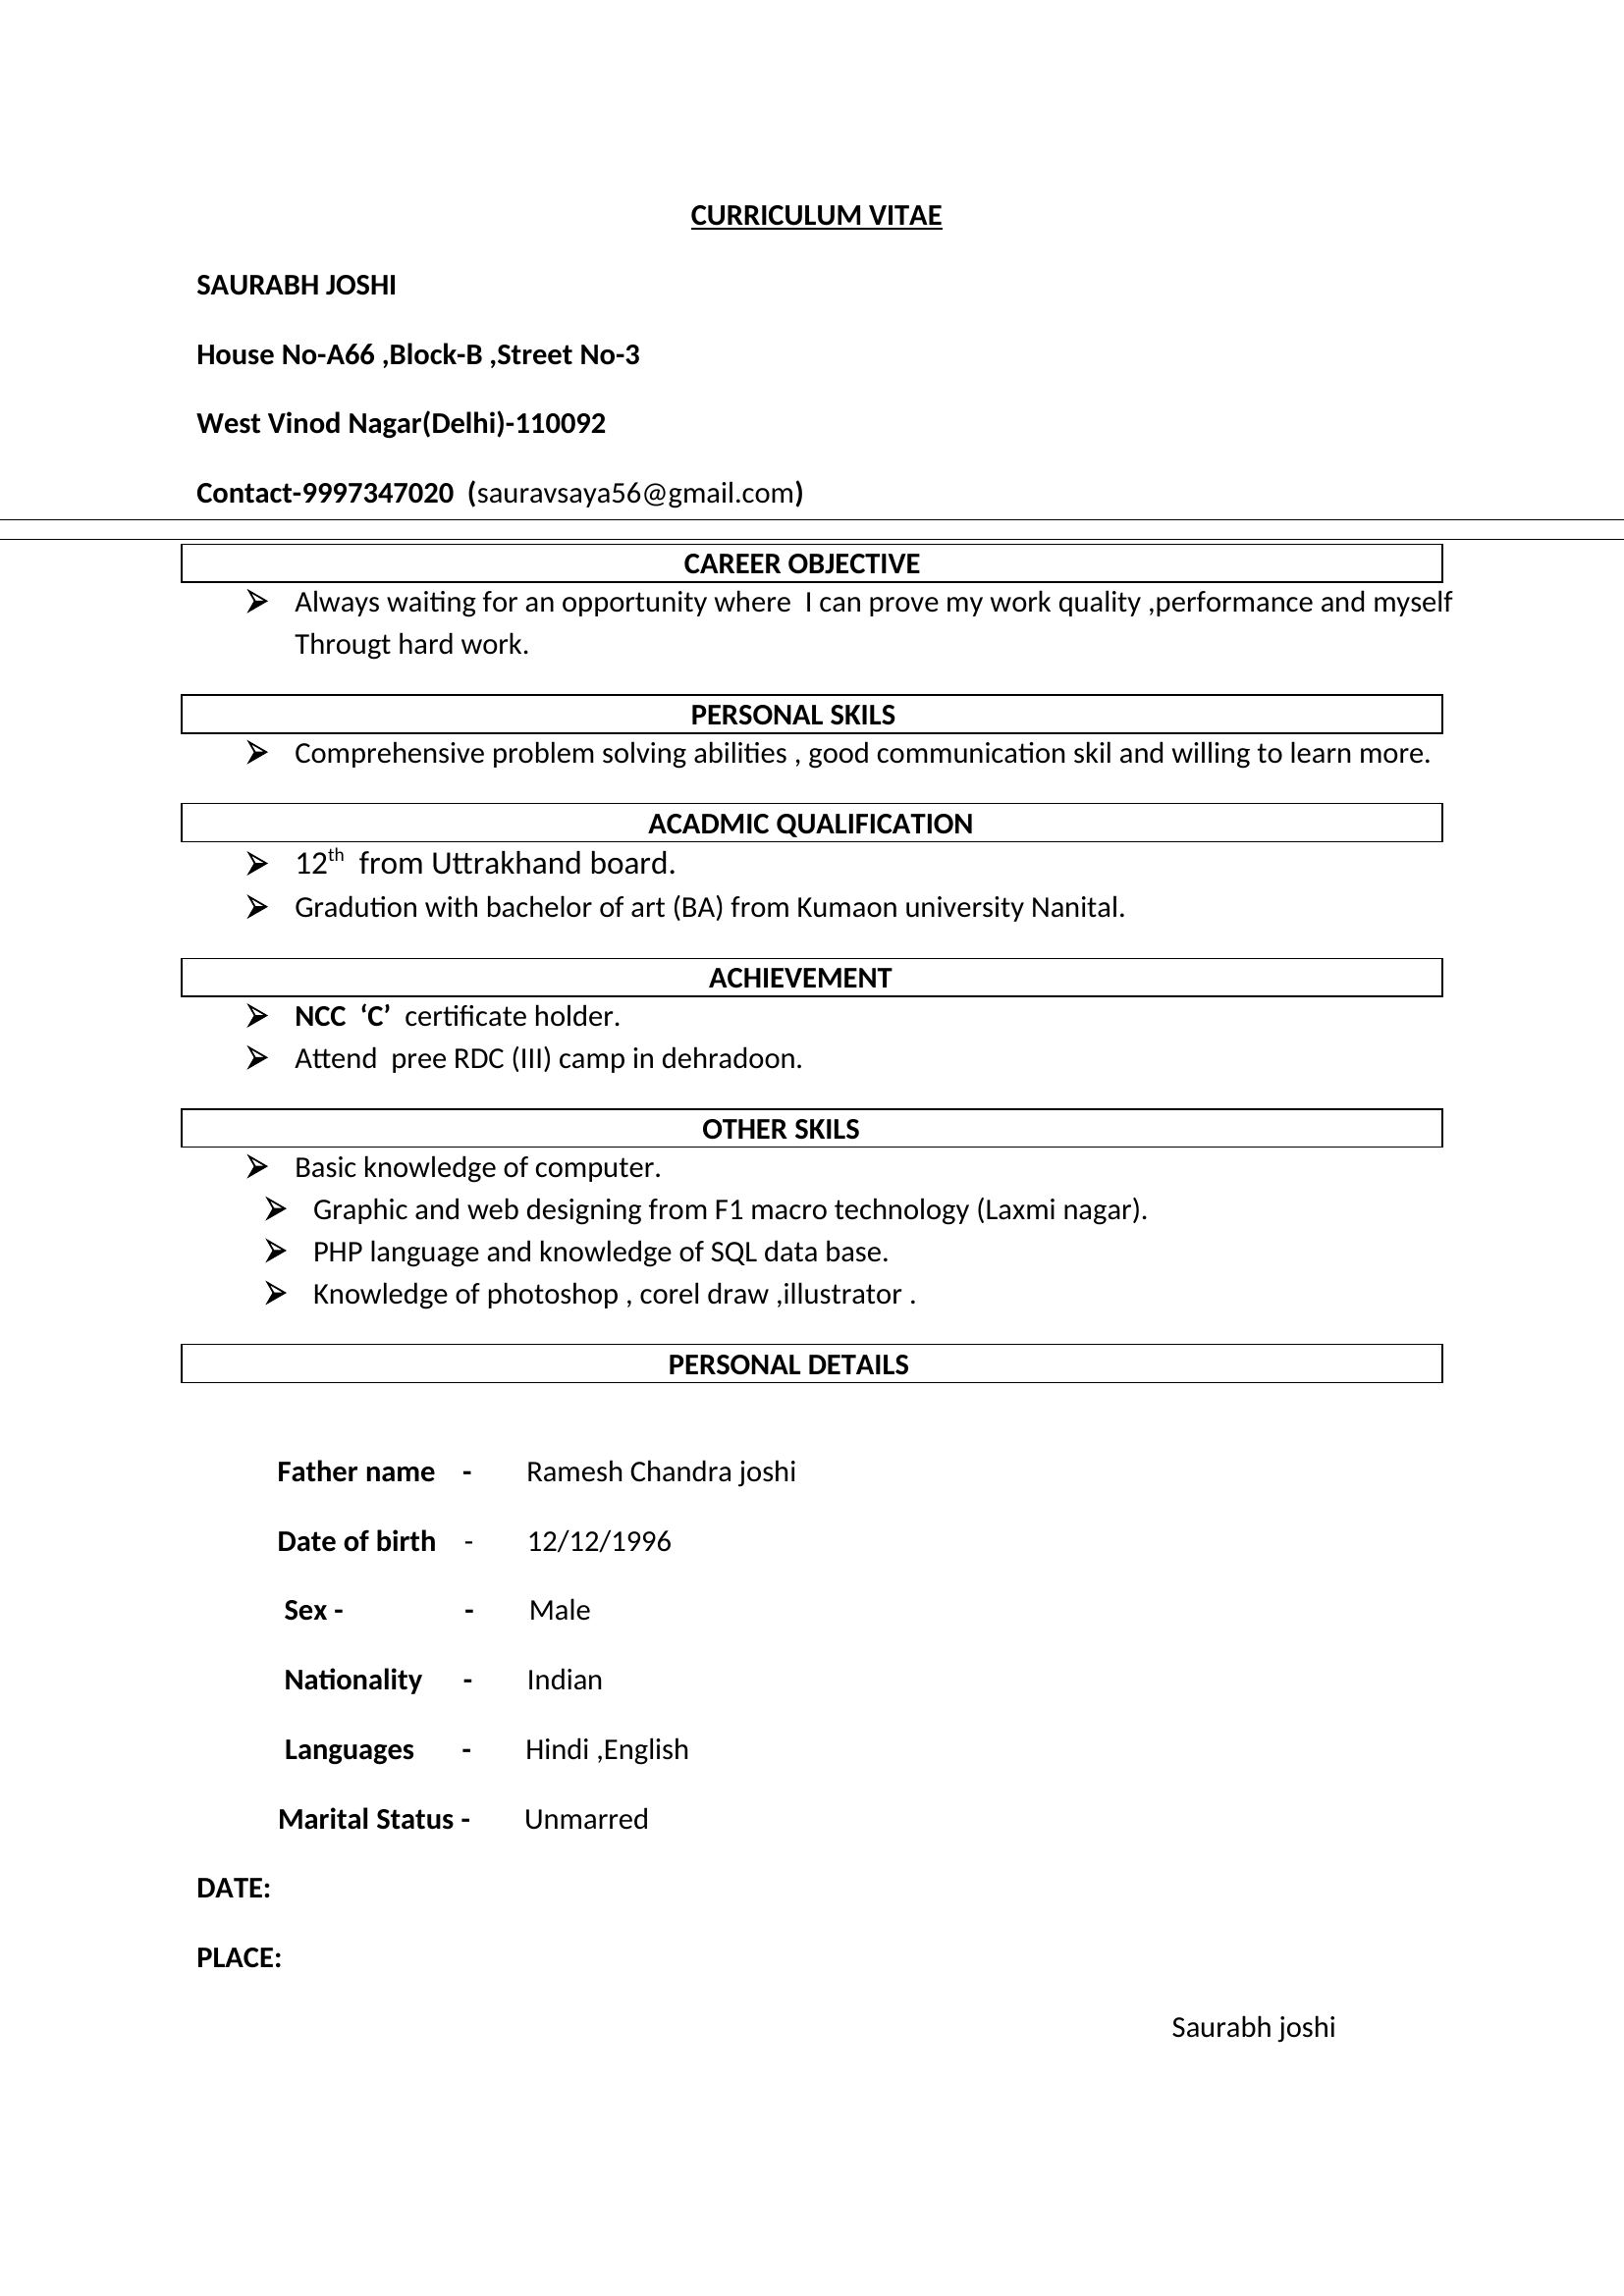 CURRICULUM VITAE
SAURABH JOSHI
House No-A66 ,Block-B ,Street No-3
West Vinod Nagar(Delhi)-110092
Contact-9997347020  (sauravsaya56@gmail.com)
CAREER OBJECTIVE
➢ Always waiting for an opportunity where  I can prove my work quality ,performance and myself
Througt hard work.
PERSONAL SKILS
➢ Comprehensive problem solving abilities , good communication skil and willing to learn more.
ACADMIC QUALIFICATION
➢ 12th  from Uttrakhand board.
➢ Gradution with bachelor of art (BA) from Kumaon university Nanital.
ACHIEVEMENT
➢ NCC  ‘C’  certificate holder.
➢ Attend  pree RDC (III) camp in dehradoon.
OTHER SKILS
➢ Basic knowledge of computer.
➢ Graphic and web designing from F1 macro technology (Laxmi nagar).
➢ PHP language and knowledge of SQL data base.
➢ Knowledge of photoshop , corel draw ,illustrator .
PERSONAL DETAILS
Father name - Ramesh Chandra joshi
Date of birth - 12/12/1996
Sex - - Male
Nationality - Indian
Languages - Hindi ,English
Marital Status - Unmarred
DATE:
PLACE:
Saurabh joshi